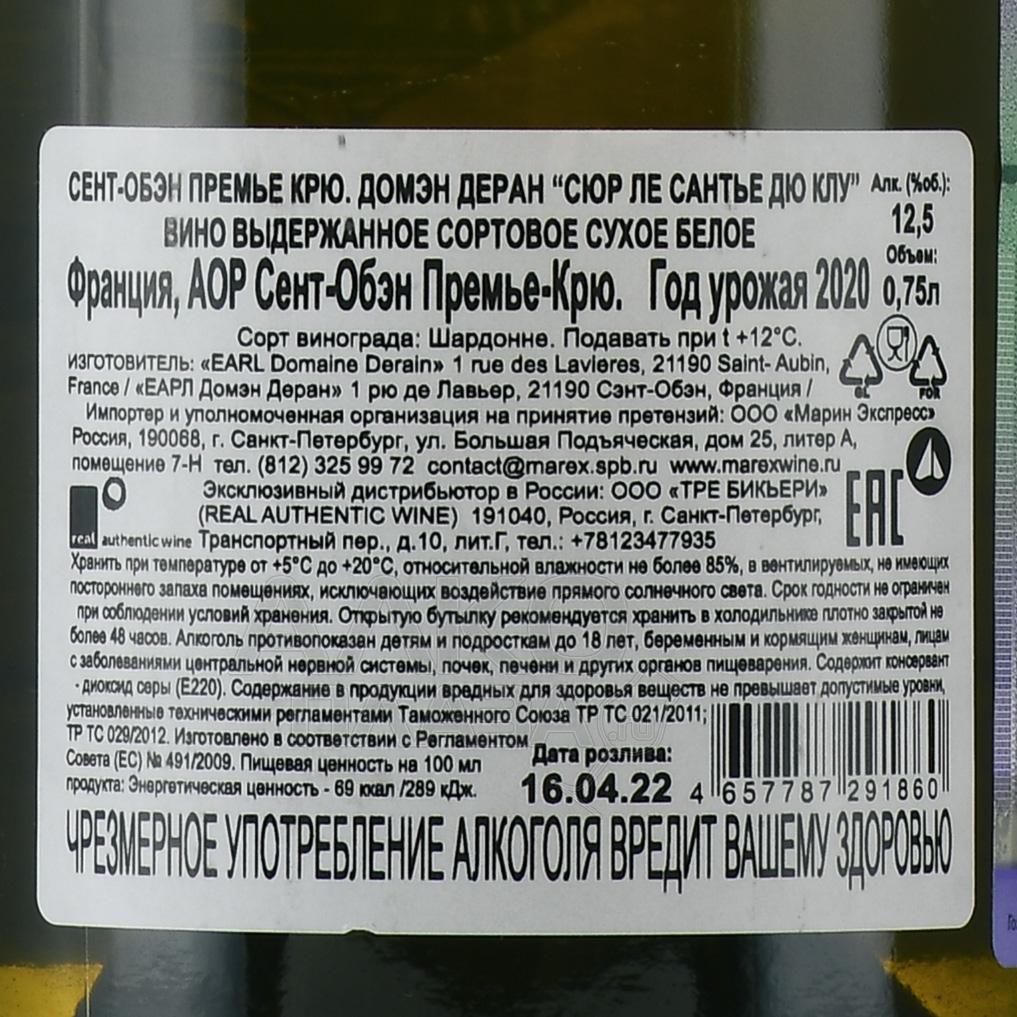 СЕНТ-ОБЭН ПРЕМЬЕ КРЮ. ДОМЭН ДЕРАН “СЮР ЛЕ САНТЬЕ ДЮ КЛУ”
Алк. (%об.):
12,5
ВИНО ВЫДЕРЖАННОЕ СОРТОВОЕ СУХОЕ БЕЛОЕ
Объем:
0,75л
Франция, АОР Сент-Обэн Премье-Крю. Год урожая 2020
Сорт винограда: Шардонне. Подавать при t +12°С.
ИЗГОТОВИТЕЛЬ: «EARL Domaine Derain» 1 rue des Lavieres, 21190 Saint- Aubin,
France / «ЕАРЛ Домэн Деран» 1 рю де Лавьер, 21190 Сэнт-Обэн, Франция /
GL
FOR
Импортер и уполномоченная организация на принятие претензий: ООО «Марин Экспресс»
Россия, 190068, г. Санкт-Петербург, ул. Большая Подъяческая, дом 25, литер А,
помещение 7-Н тел. (812) 325 99 72 contact@marex.spb.ru www.marexwine.ru
EAC
real authentic wine
Эксклюзивный дистрибьютор в России: ООО «ТРЕ БИКЬЕРИ»
(REAL AUTHENTIC WINE) 191040, Россия, г. Санкт-Петербург,
Транспортный пер., д.10, лит.Г, тел.: +78123477935
Хранить при температуре от +5°С до +20°С, относительной влажности не более 85%, в вентилируемых, не имеющих
постороннего запаха помещениях, исключающих воздействие прямого солнечного света. Срок годности не ограничен
при соблюдении условий хранения. Открытую бутылку рекомендуется хранить в холодильнике плотно закрытой не
более 48 часов. Алкоголь противопоказан детям и подросткам до 18 лет, беременным и кормящим женщинам, лицам
с заболеваниями центральной нервной системы, почек, печени и других органов пищеварения. Содержит консервант
- диоксид серы (Е220). Содержание в продукции вредных для здоровья веществ не превышает допустимые уровни,
установленные техническими регламентами Таможенного Союза ТР ТС 021/2011;
ТР ТС 029/2012. Изготовлено в соответствии с Регламентом
Совета (ЕС) № 491/2009. Пищевая ценность на 100 мл
продукта: Энергетическая ценность - 69 ккал /289 кДж.
Дата розлива:
16.04.22
4 657787 291860
ЧРЕЗМЕРНОЕ УПОТРЕБЛЕНИЕ АЛКОГОЛЯ ВРЕДИТ ВАШЕМУ ЗДОРОВЬЮ